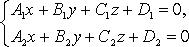 A₁x + B₁y + C₁z + D₁ = 0,
A₂x + B₂y + C₂z + D₂ = 0